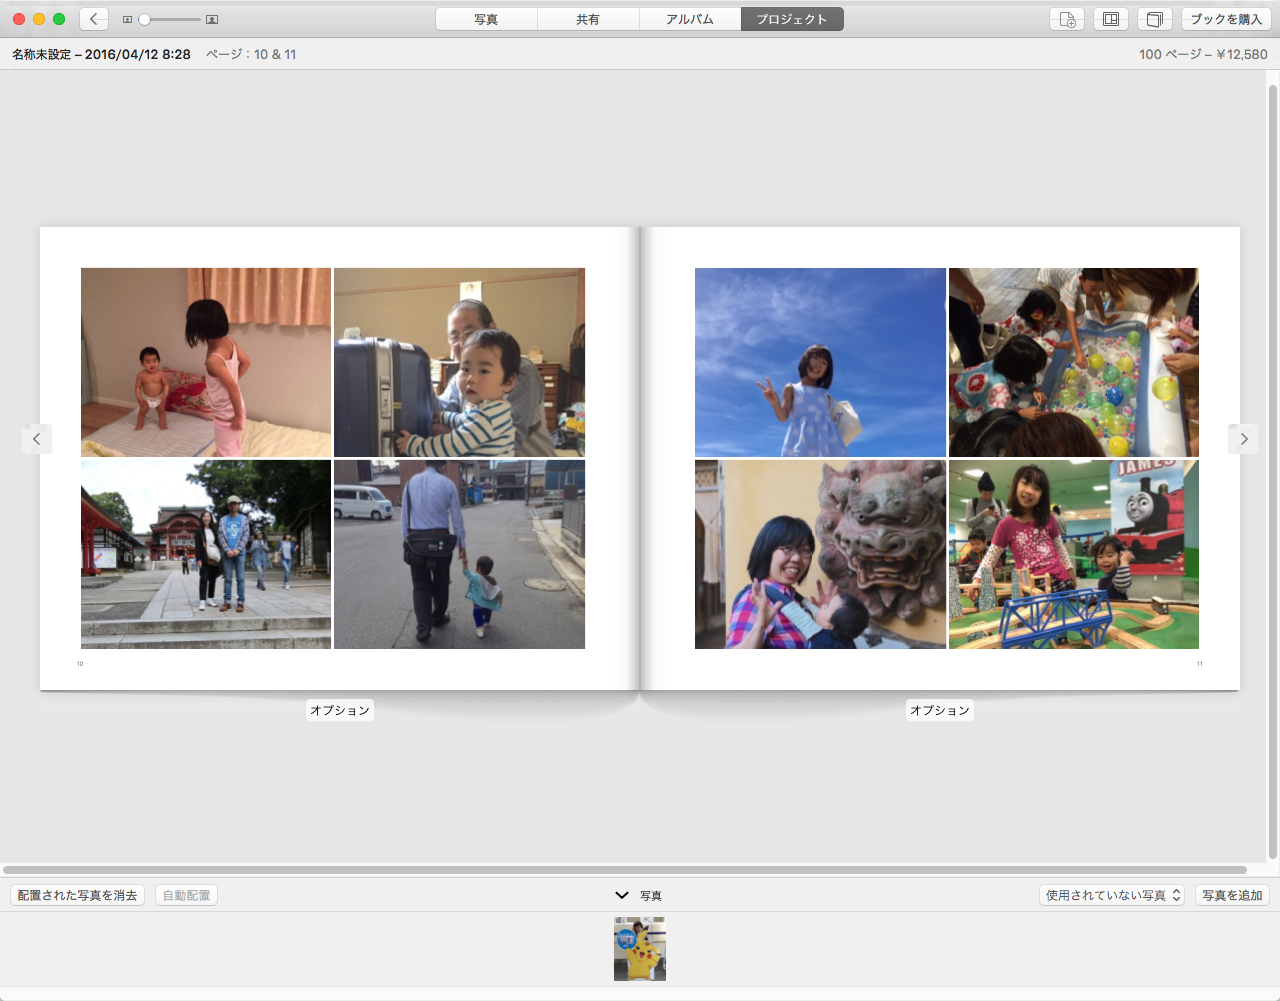 写真
共有
アルバム
プロジェクト
ブックを購入
名称未設定 – 2016/04/12 8:28
ページ：10 & 11
100 ページ – ￥12,580
JAMES
10
11
オプション
オプション
配置された写真を消去
自動配置
写真
使用されていない写真
写真を追加